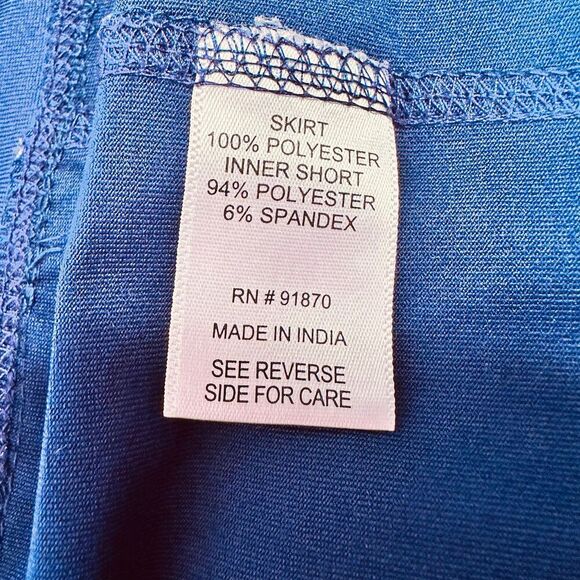 SKIRT
100% POLYESTER
INNER SHORT
94% POLYESTER
6% SPANDEX
RN # 91870
MADE IN INDIA
SEE REVERSE
SIDE FOR CARE